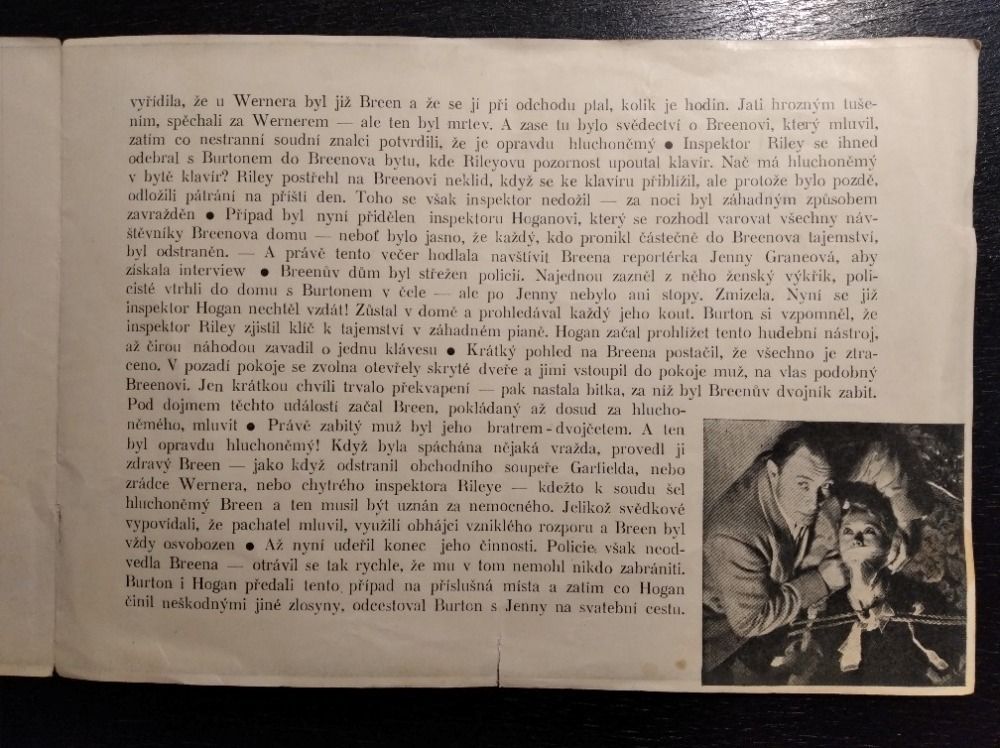 vyřídila, že u Wernera byl již Breen a že se jí při odchodu ptal, kolik je hodin. Jati hrozným tuše-
ním, spěchali za Wernerem — ale ten byl mrtev. A zase tu bylo svědectví o Breenovi, který mluvil,
zatím co nestranní soudní znalci potvrdili, že je opravdu hluchoněmý ● Inspektor Riley se ihned
odebral s Burtonem do Breenova bytu, kde Rileyovu pozornost upoutal klavír. Nač má hluchoněmý
v bytě klavír? Riley postřehl na Breenovi neklid, když se ke klavíru přiblížil, ale protože bylo pozdě,
odložili pátrání na příští den. Toho se však inspektor nedožil — za noci byl záhadným způsobem
zavražděn ● Případ byl nyní přidělen inspektoru Hoganovi, který se rozhodl varovat všechny náv-
štěvníky Breenova domu — neboť bylo jasno, že každý, kdo pronikl částečně do Breenova tajemství,
byl odstraněn. — A právě tento večer hodlala navštívit Breena reportérka Jenny Graneová, aby
získala interview ● Breenův dům byl střežen policií. Najednou zazněl z něho ženský výkřik, poli-
cisté vtrhli do domu s Burtonem v čele — ale po Jenny nebylo ani stopy. Zmizela. Nyní se již
inspektor Hogan nechtěl vzdát! Zůstal v domě a prohledával každý jeho kout. Burton si vzpomněl, že
inspektor Riley zjistil klíč k tajemství v záhadném pianě. Hogan začal prohlížet tento hudební nástroj,
až čirou náhodou zavadil o jednu klávesu ● Krátký pohled na Breena postačil, že všechno je ztra-
ceno. V pozadí pokoje se zvolna otevřely skryté dveře a jimi vstoupil do pokoje muž, na vlas podobný
Breenovi. Jen krátkou chvíli trvalo překvapení — pak nastala bitka, za níž byl Breenův dvojník zabit.
Pod dojmem těchto událostí začal Breen, pokládaný až dosud za hlucho-
němého, mluvit ● Právě zabitý muž byl jeho bratrem-dvojčetem. A ten
byl opravdu hluchoněmý! Když byla spáchána nějaká vražda, provedl ji
zdravý Breen — jako když odstranil obchodního soupeře Garfielda, nebo
zrádce Wernera, nebo chytrého inspektora Rileye — kdežto k soudu šel
hluchoněmý Breen a ten musil být uznán za nemocného. Jelikož svědkové
vypovídali, že pachatel mluvil, využili obhájci vzniklého rozporu a Breen byl
vždy osvobozen ● Až nyní udeřil konec jeho činnosti. Policie však neod-
vedla Breena — otrávil se tak rychle, že mu v tom nemohl nikdo zabrániti.
Burton i Hogan předali tento případ na příslušná místa a zatím co Hogan
činil neškodnými jiné zlosyny, odcestoval Burton s Jenny na svatební cestu.